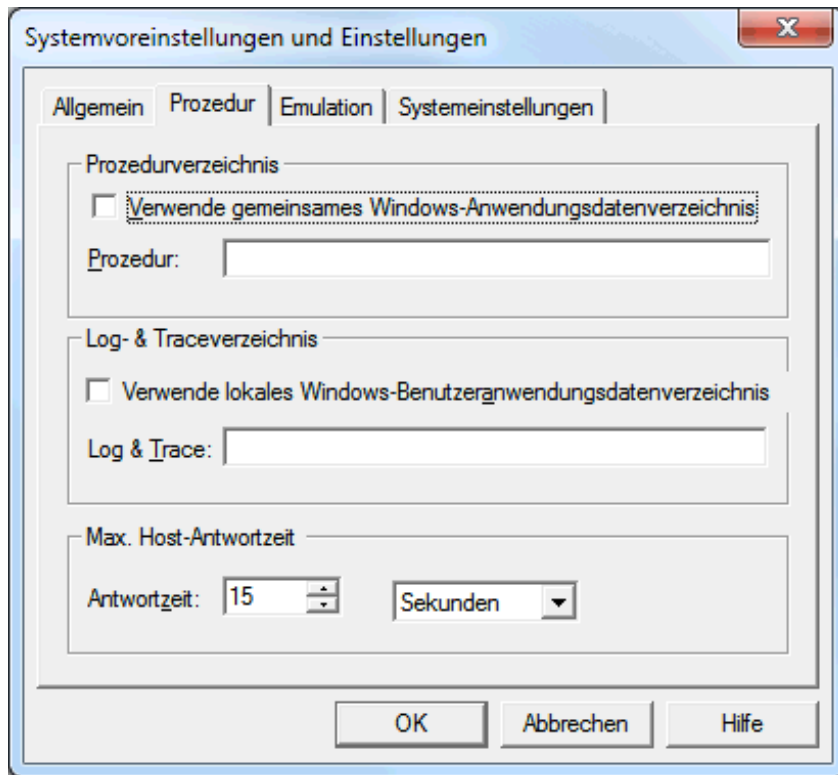 Systemvoreinstellungen und Einstellungen
Allgemein Prozedur Emulation Systemeinstellungen
Prozedurverzeichnis
Verwende gemeinsames Windows-Anwendungsdatenverzeichnis
Prozedur:
Log- & Traceverzeichnis
Verwende lokales Windows-Benutzeranwendungsdatenverzeichnis
Log & Trace:
Max. Host-Antwortzeit
Antwortzeit: 15 Sekunden
OK Abbrechen Hilfe